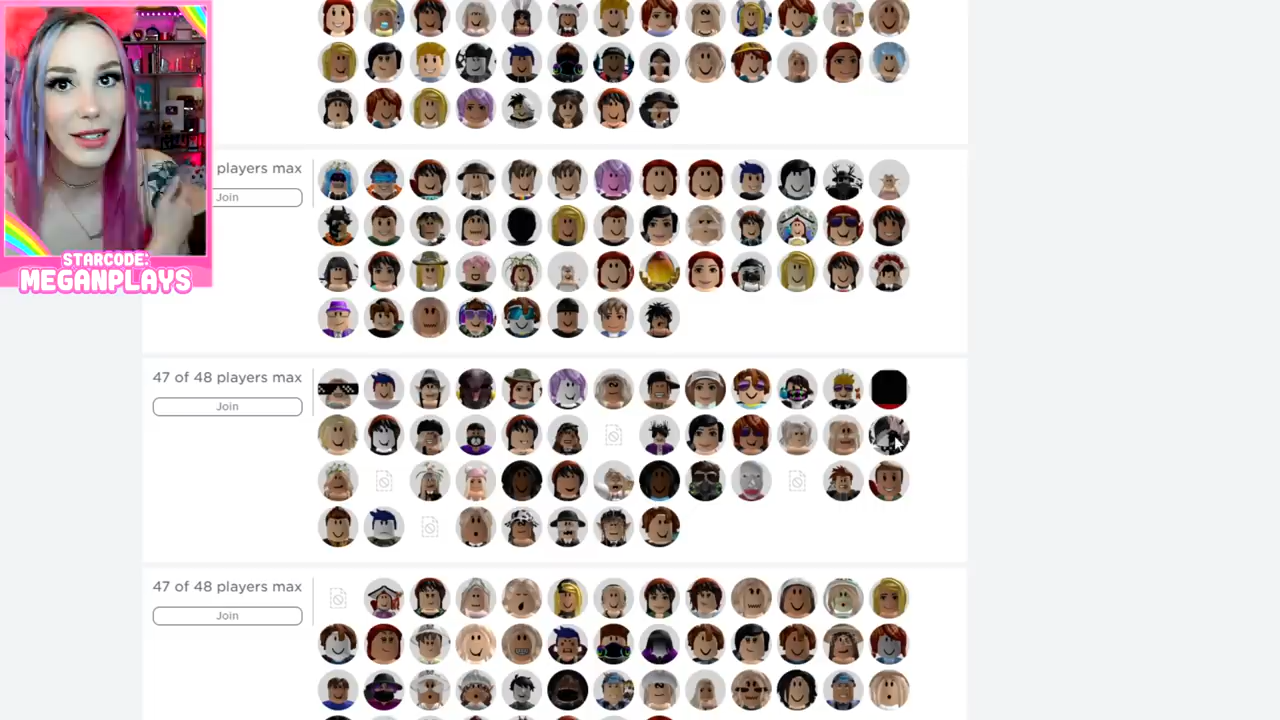 players max
Join
STARCODE:
MEGANPLAYS
47 of 48 players max
Join
47 of 48 players max
Join